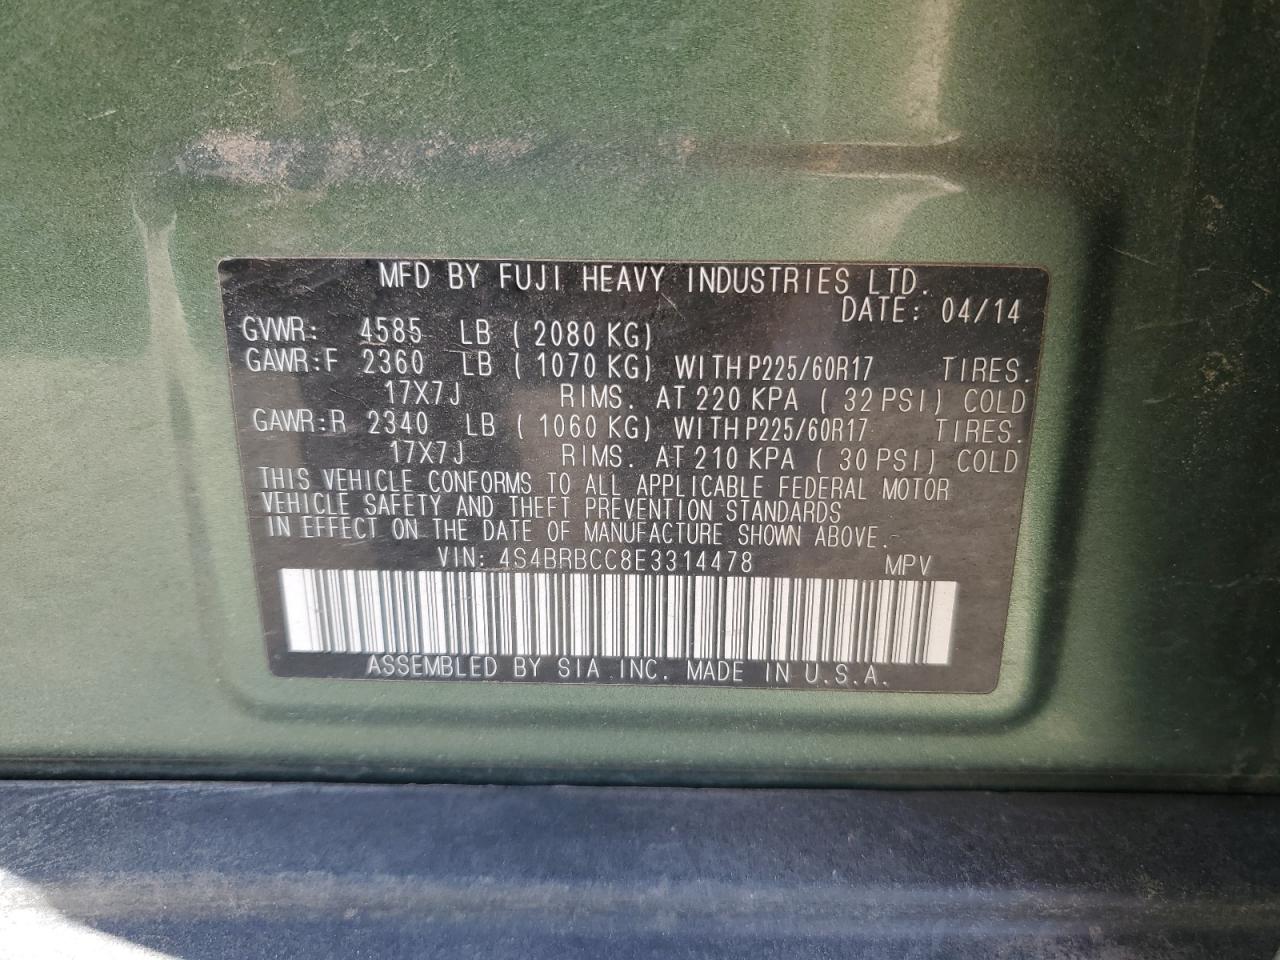 MFD BY FUJI HEAVY INDUSTRIES LTD.
DATE: 04/14
GVWR: 4585 LB ( 2080 KG)
GAWR:F 2360 LB ( 1070 KG) WITH P225/60R17 TIRES.
17X7J RIMS. AT 220 KPA ( 32 PSI) COLD
GAWR:R 2340 LB ( 1060 KG) WITH P225/60R17 TIRES.
17X7J RIMS. AT 210 KPA ( 30 PSI) COLD
THIS VEHICLE CONFORMS TO ALL APPLICABLE FEDERAL MOTOR
VEHICLE SAFETY AND THEFT PREVENTION STANDARDS
IN EFFECT ON THE DATE OF MANUFACTURE SHOWN ABOVE.
VIN: 4S4BRBCC8E3314478 MPV
ASSEMBLED BY SIA INC. MADE IN U.S.A.